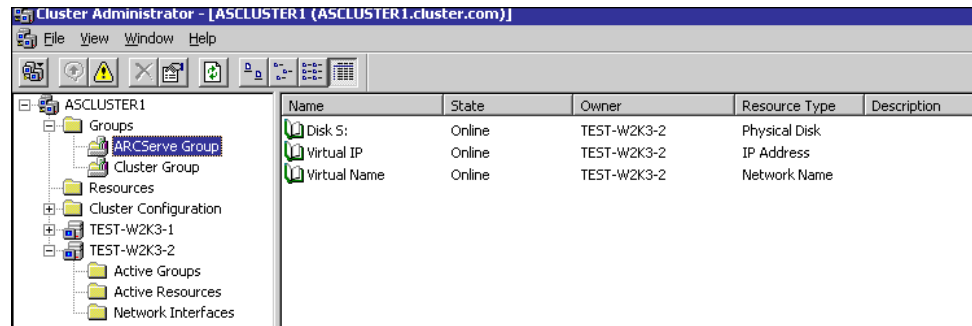 Cluster Administrator - [ASCLUSTER1 (ASCLUSTER1.cluster.com)]
File View Window Help
ASCLUSTER1
Groups
ARCServe Group
Cluster Group
Resources
Cluster Configuration
TEST-W2K3-1
TEST-W2K3-2
Active Groups
Active Resources
Network Interfaces
Name State Owner Resource Type Description
Disk S: Online TEST-W2K3-2 Physical Disk
Virtual IP Online TEST-W2K3-2 IP Address
Virtual Name Online TEST-W2K3-2 Network Name